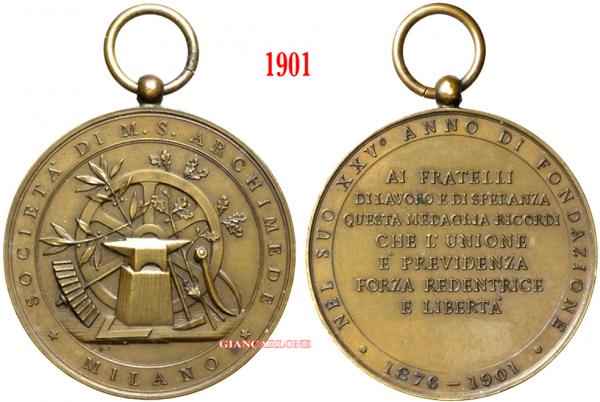 1901
SOCIETÀ DI M. S. ARCHIMEDE
* MILANO *
GIANCARLONE
NEL SUO XXV° ANNO DI FONDAZIONE
* 1876 - 1901 *
AI FRATELLI
DI LAVORO E DI SPERANZA
QUESTA MEDAGLIA RICORDI
CHE L'UNIONE
E' PREVIDENZA
FORZA REDENTRICE
E LIBERTÀ